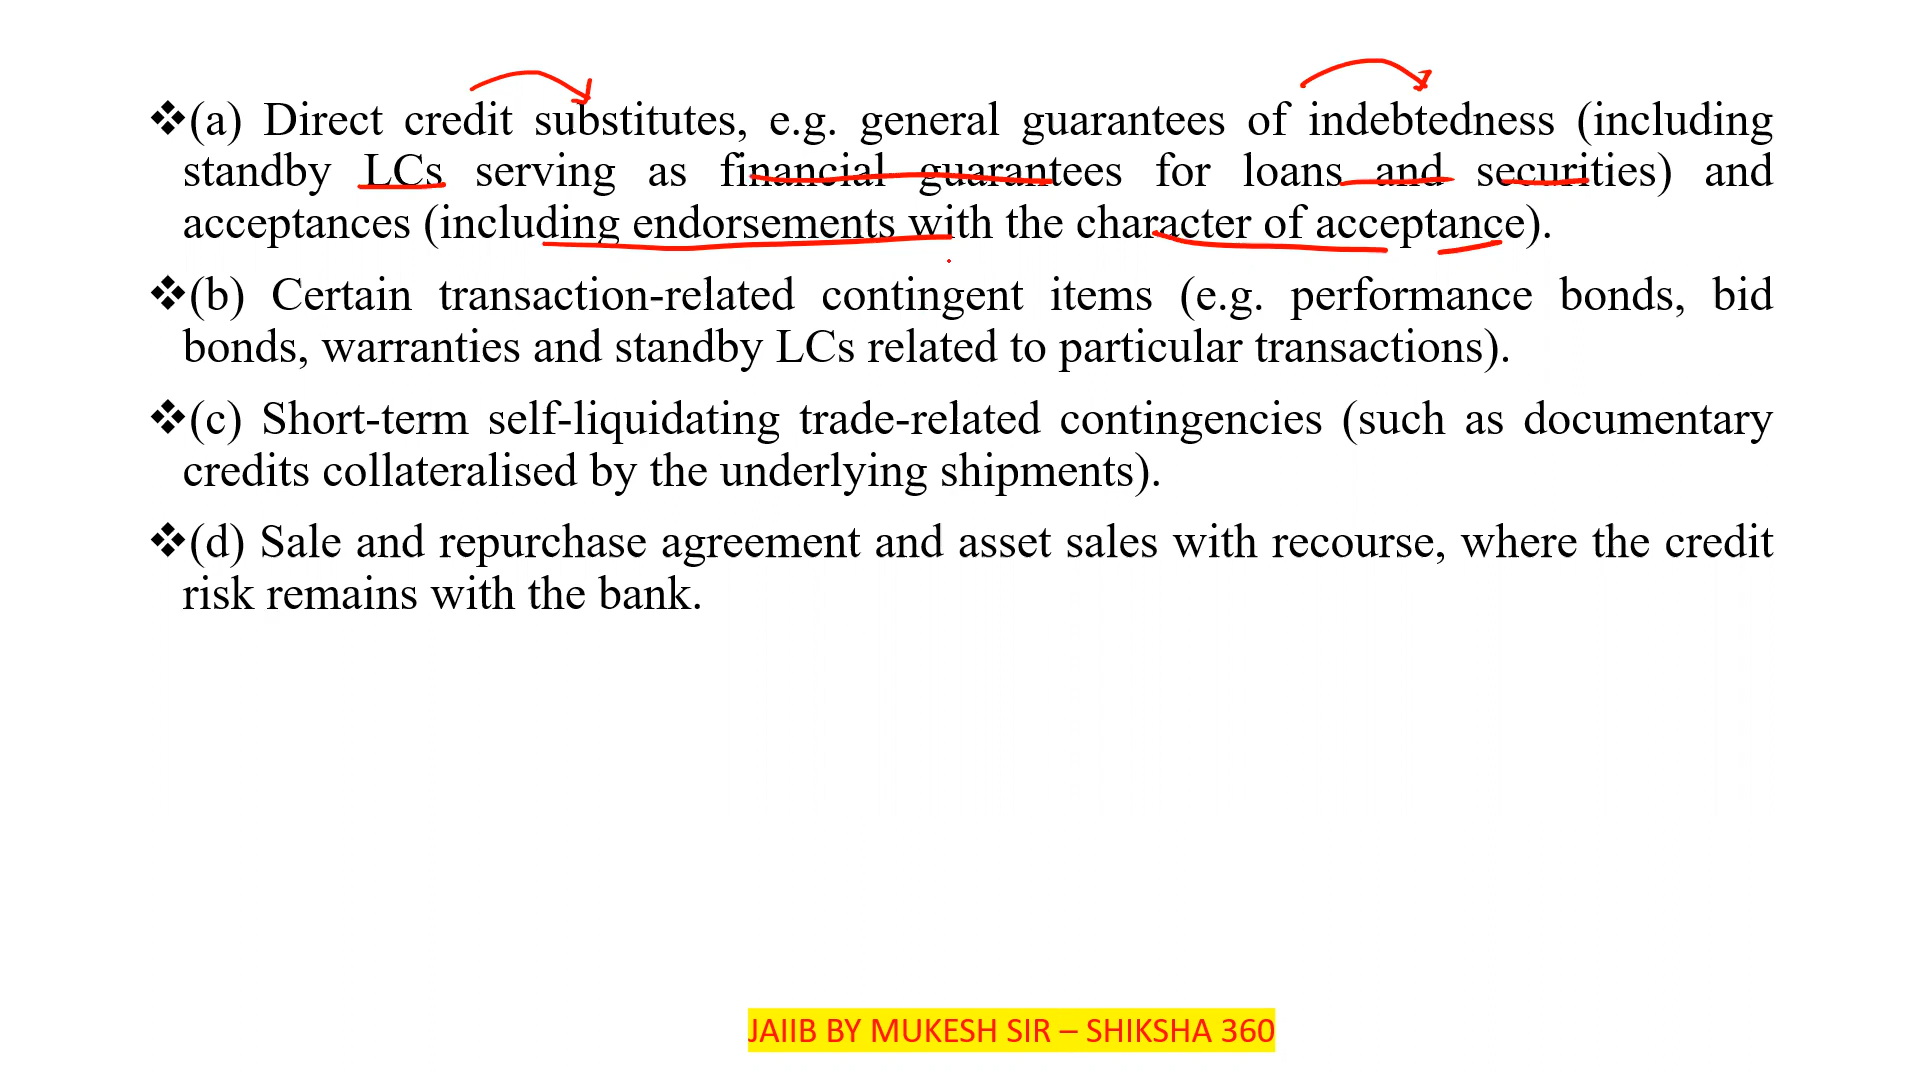 ❖(a) Direct credit substitutes, e.g. general guarantees of indebtedness (including
standby LCs serving as financial guarantees for loans and securities) and
acceptances (including endorsements with the character of acceptance).
❖(b) Certain transaction-related contingent items (e.g. performance bonds, bid
bonds, warranties and standby LCs related to particular transactions).
❖(c) Short-term self-liquidating trade-related contingencies (such as documentary
credits collateralised by the underlying shipments).
❖(d) Sale and repurchase agreement and asset sales with recourse, where the credit
risk remains with the bank.
JAIIB BY MUKESH SIR – SHIKSHA 360